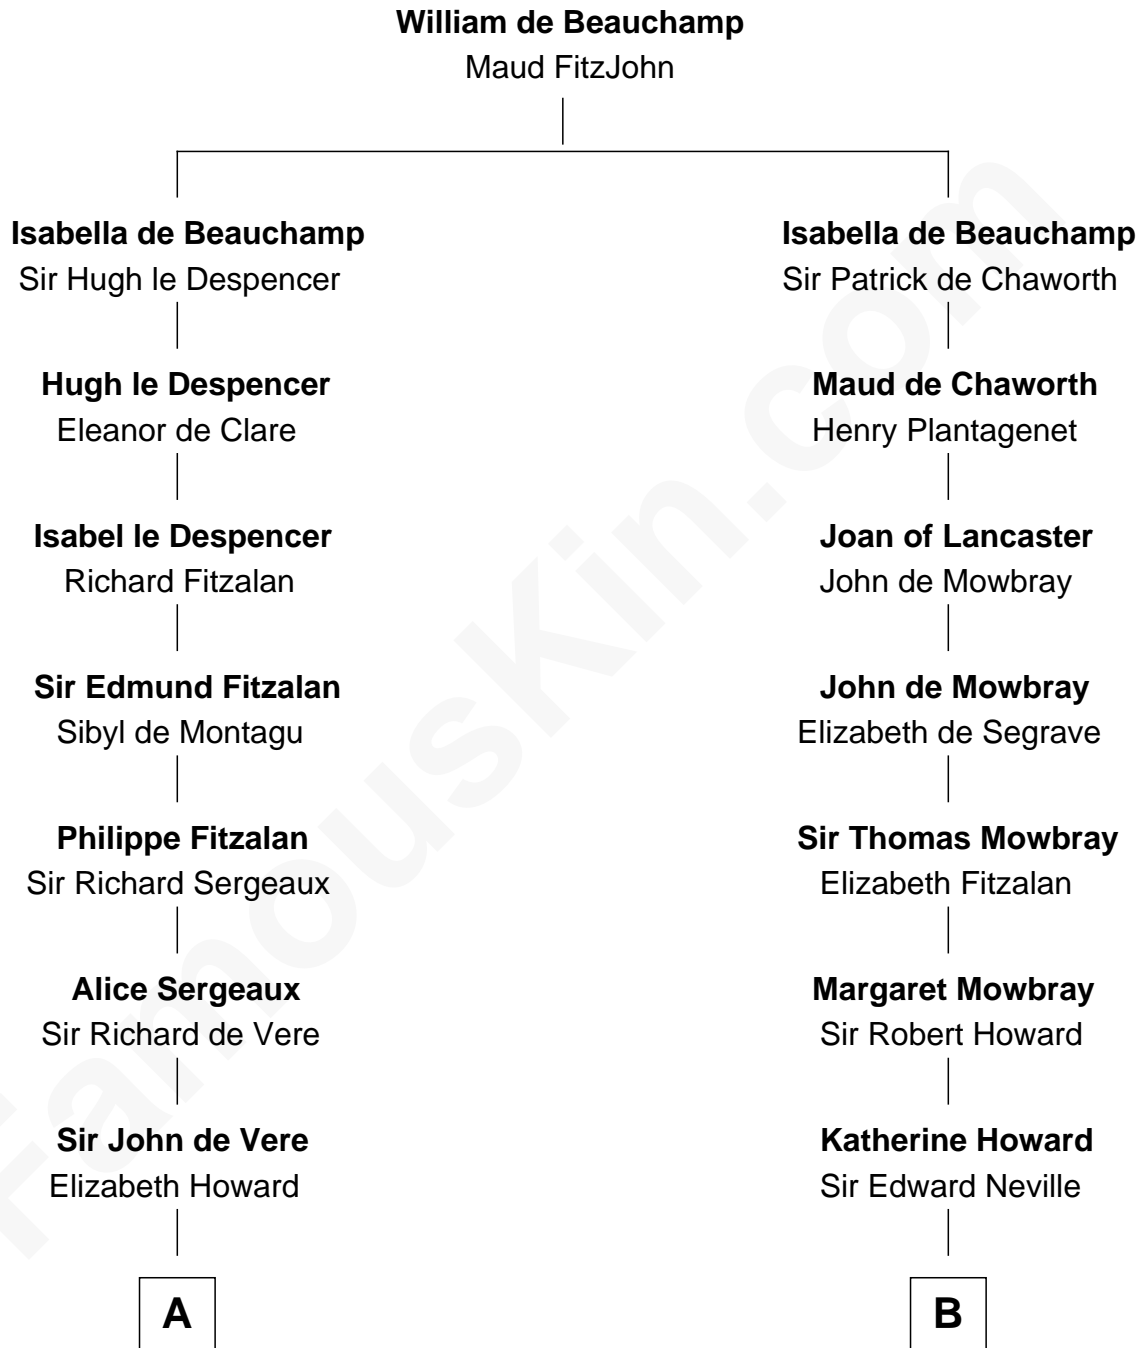 William de Beauchamp
Maud FitzJohn
Isabella de Beauchamp
Sir Hugh le Despencer
Hugh le Despencer
Eleanor de Clare
Isabel le Despencer
Richard Fitzalan
Sir Edmund Fitzalan
Sibyl de Montagu
Philippe Fitzalan
Sir Richard Sergeaux
Alice Sergeaux
Sir Richard de Vere
Sir John de Vere
Elizabeth Howard
A
Isabella de Beauchamp
Sir Patrick de Chaworth
Maud de Chaworth
Henry Plantagenet
Joan of Lancaster
John de Mowbray
John de Mowbray
Elizabeth de Segrave
Sir Thomas Mowbray
Elizabeth Fitzalan
Margaret Mowbray
Sir Robert Howard
Katherine Howard
Sir Edward Neville
B
FamousKin.com